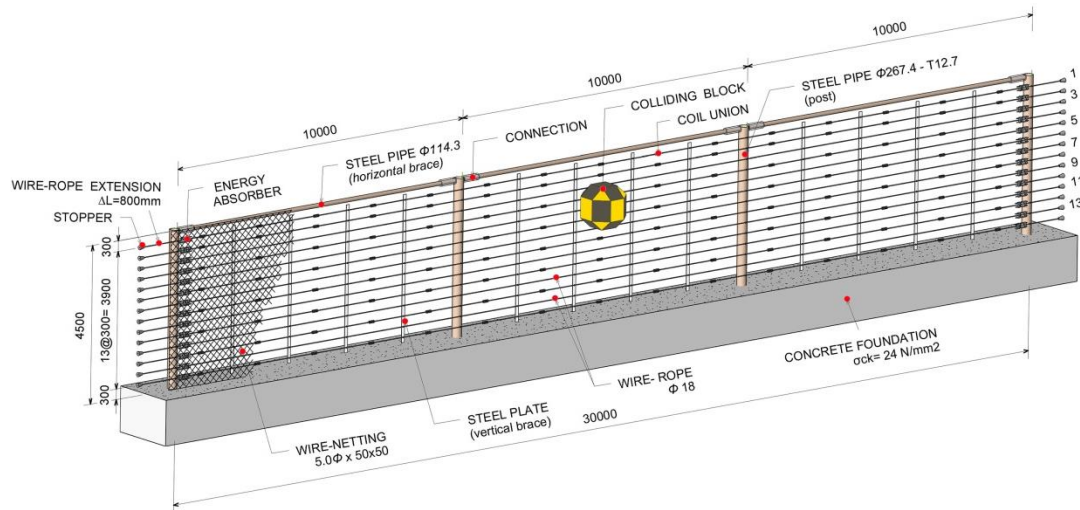 10000
10000
10000
STEEL PIPE Φ267.4 - T12.7
(post)
COLLIDING BLOCK
COIL UNION
CONNECTION
STEEL PIPE Φ114.3
(horizontal brace)
WIRE-ROPE EXTENSION
ΔL=800mm
STOPPER
ENERGY
ABSORBER
1
3
5
7
9
11
13
300
13@300= 3900
4500
300
CONCRETE FOUNDATION
σck= 24 N/mm2
WIRE- ROPE
Φ 18
STEEL PLATE
(vertical brace)
30000
WIRE-NETTING
5.0Φ x 50x50